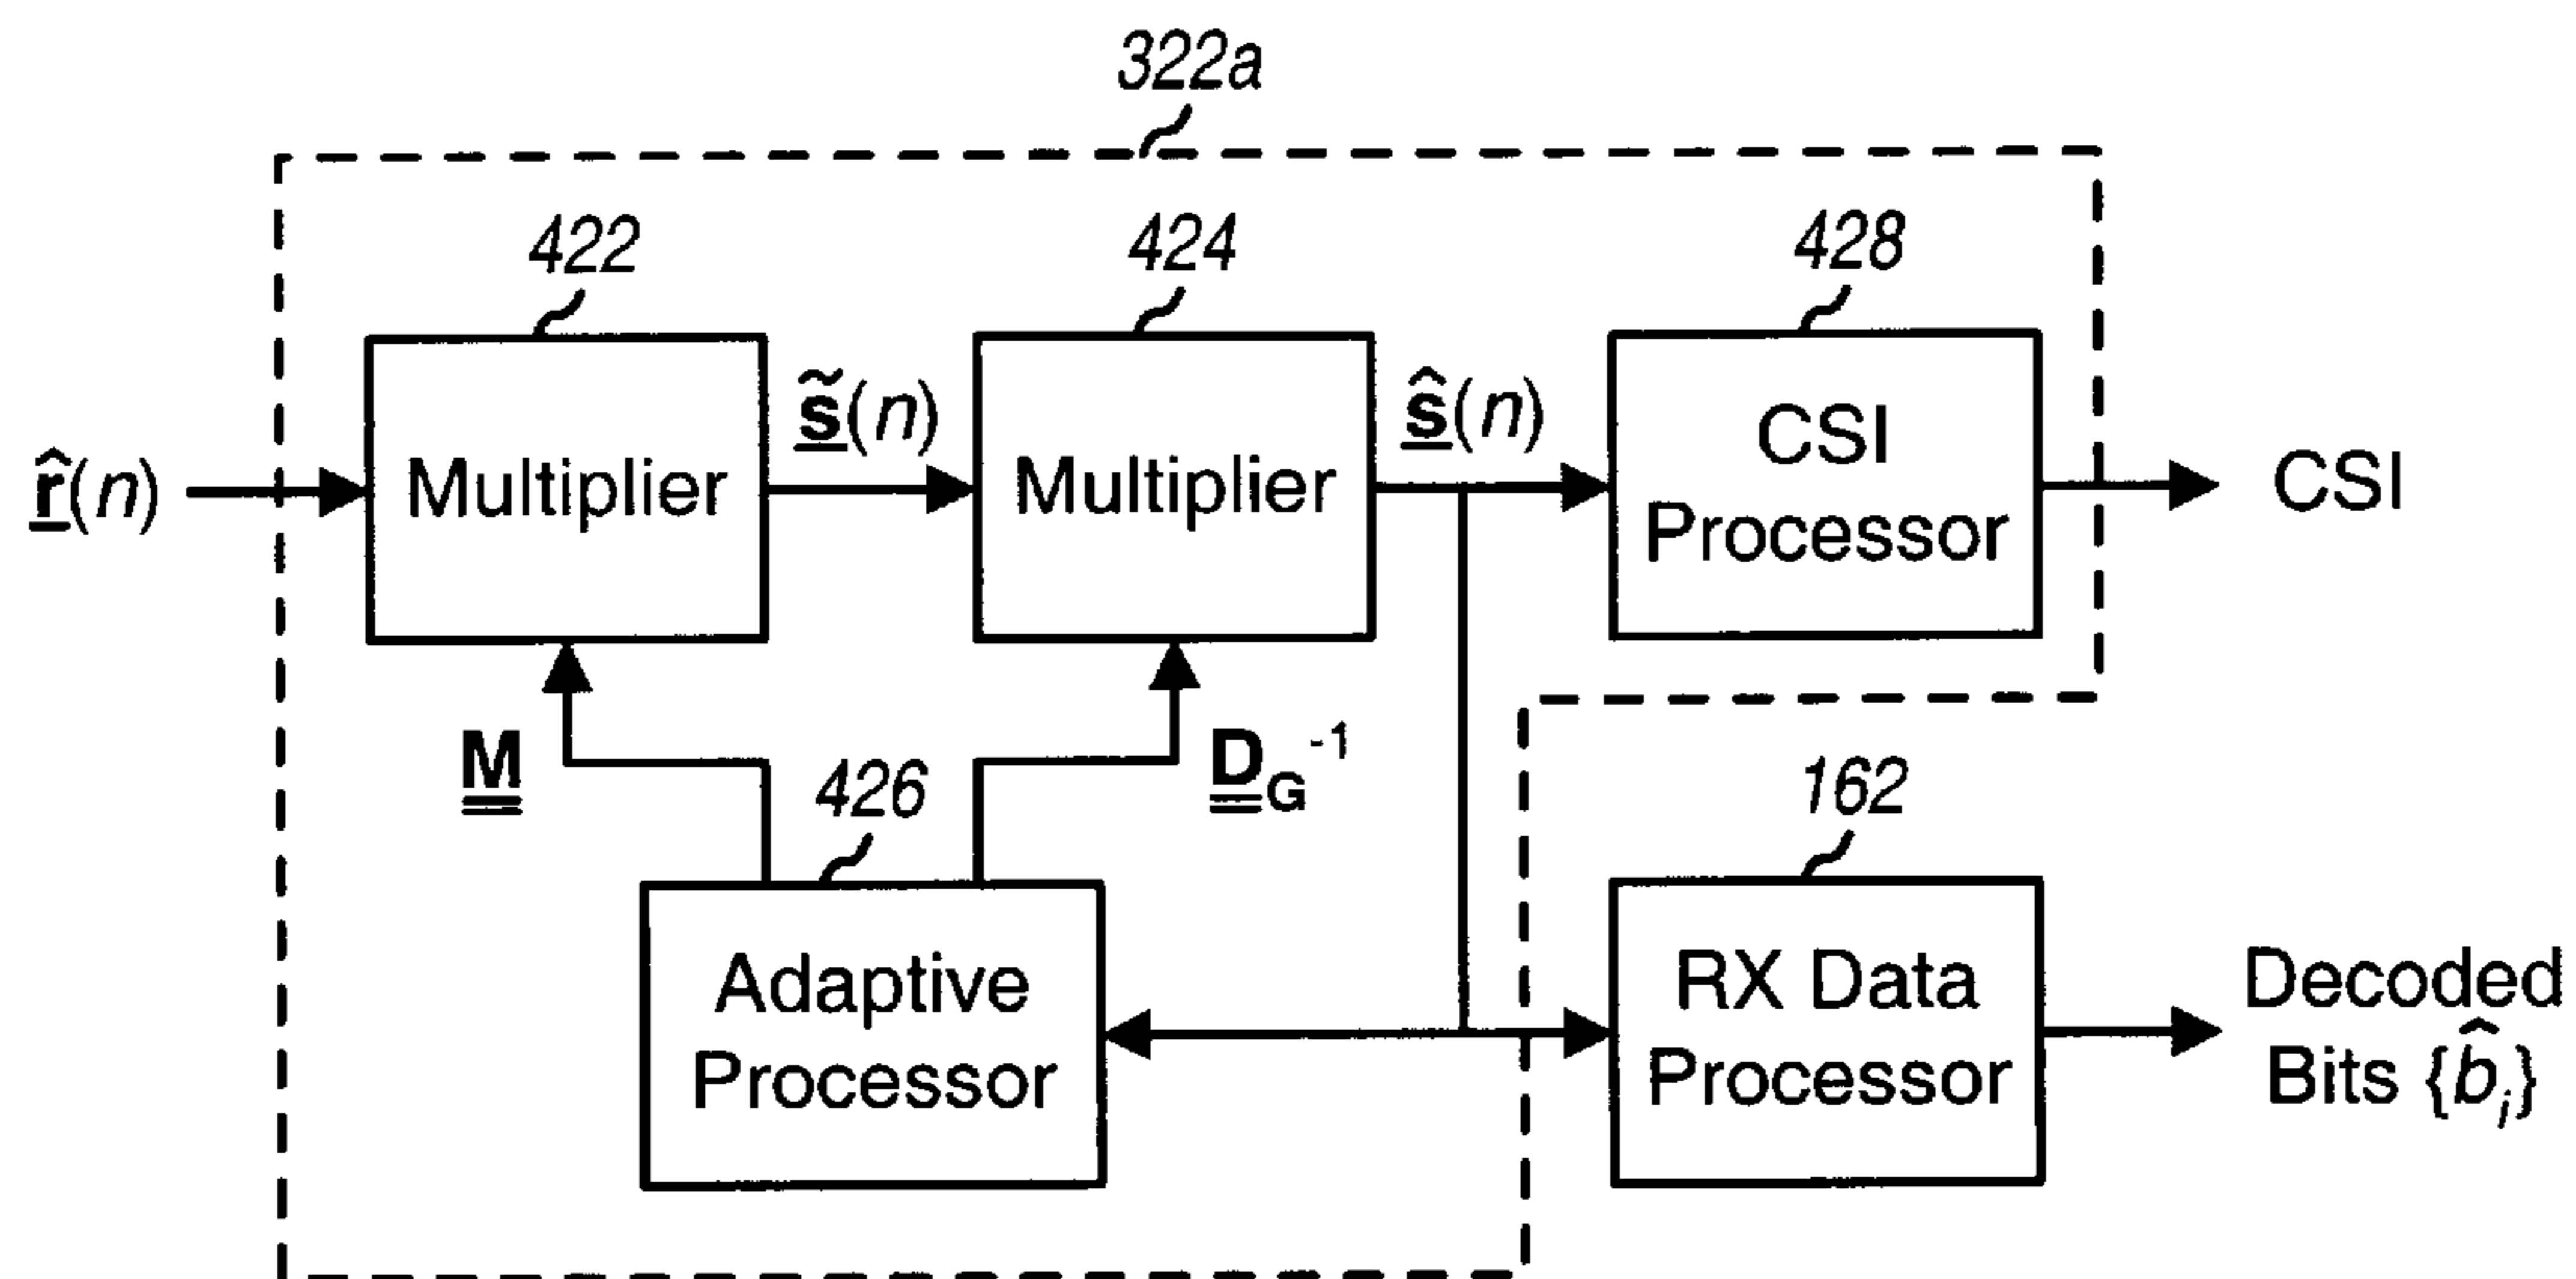 322a
422
424
428
r̂(n)
Multiplier
s̃(n)
Multiplier
ŝ(n)
CSI
Processor
CSI
M
D_G^-1
426
162
Adaptive
Processor
RX Data
Processor
Decoded
Bits {b̂_i}